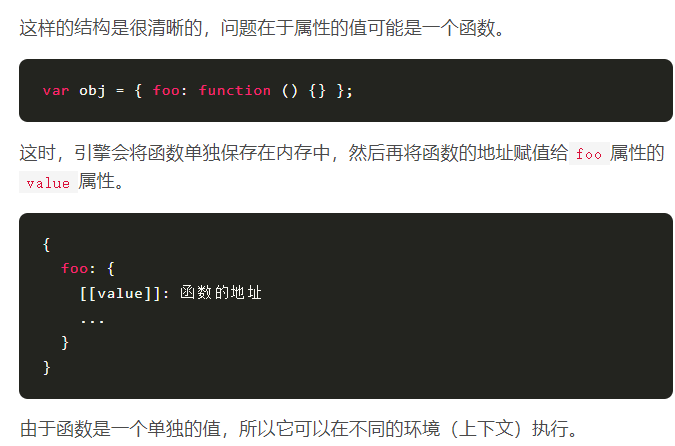 这样的结构是很清晰的，问题在于属性的值可能是一个函数。
var obj = { foo: function () {} };
这时，引擎会将函数单独保存在内存中，然后再将函数的地址赋值给 foo 属性的
value 属性。
{
  foo: {
    [[value]]: 函数的地址
    ...
  }
}
由于函数是一个单独的值，所以它可以在不同的环境（上下文）执行。